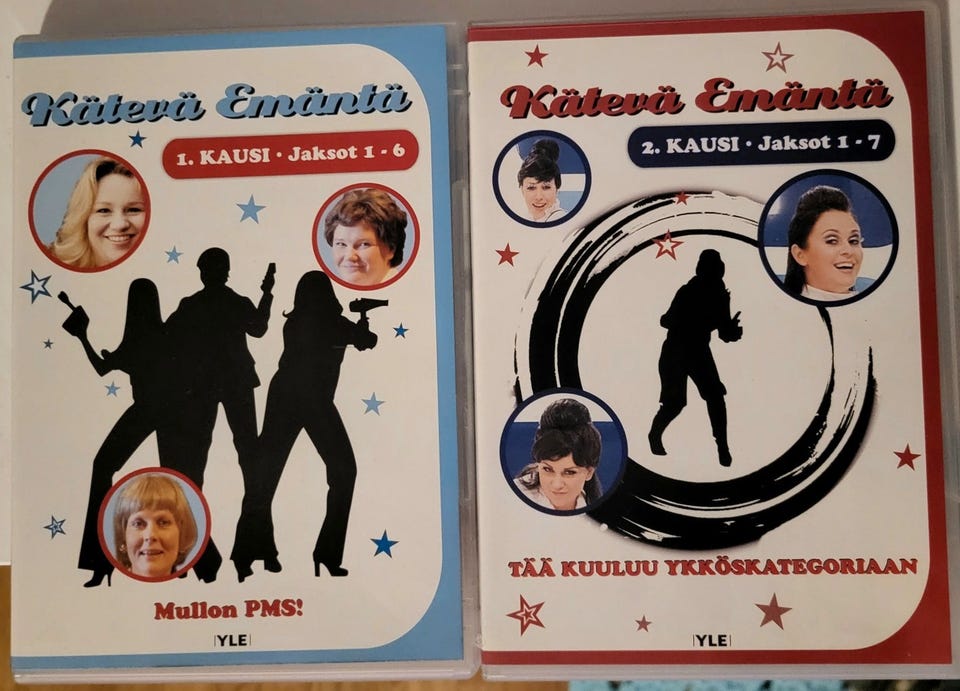 Kätevä Emäntä
1. KAUSI • Jaksot 1 - 6
Mullon PMS!
YLE
Kätevä Emäntä
2. KAUSI • Jaksot 1 - 7
TÄÄ KUULUU YKKÖSKATEGORIAAN
YLE